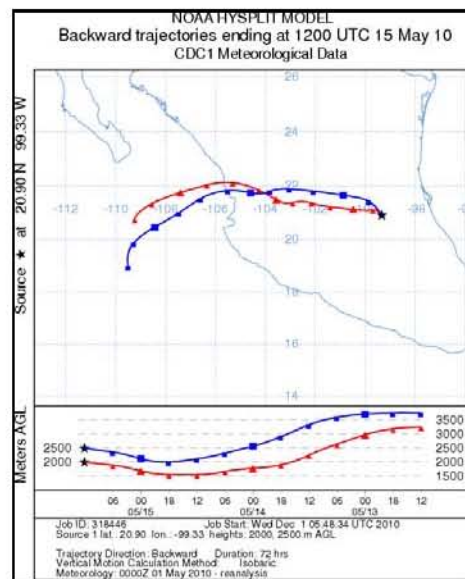 NOAA HYSPLIT MODEL
Backward trajectories ending at 1200 UTC 15 May 10
CDC1 Meteorological Data
Source ★ at 20.90 N 99.33 W
26
24
22
-112 -110 -108 -106 -104 -102 -98
20
18
16
14
Meters AGL
2500
2000
3500
3000
2500
2000
1500
06 00 18 12 06 00 18 12 06 00 18 12
05/15 05/14 05/13
Job ID: 318446 Job Start: Wed Dec 1 05:48:34 UTC 2010
Source 1 lat.: 20.90 lon.: -99.33 heights: 2000, 2500 m AGL
Trajectory Direction: Backward Duration: 72 hrs
Vertical Motion Calculation Method: Isobaric
Meteorology: 0000Z 01 May 2010 - reanalysis